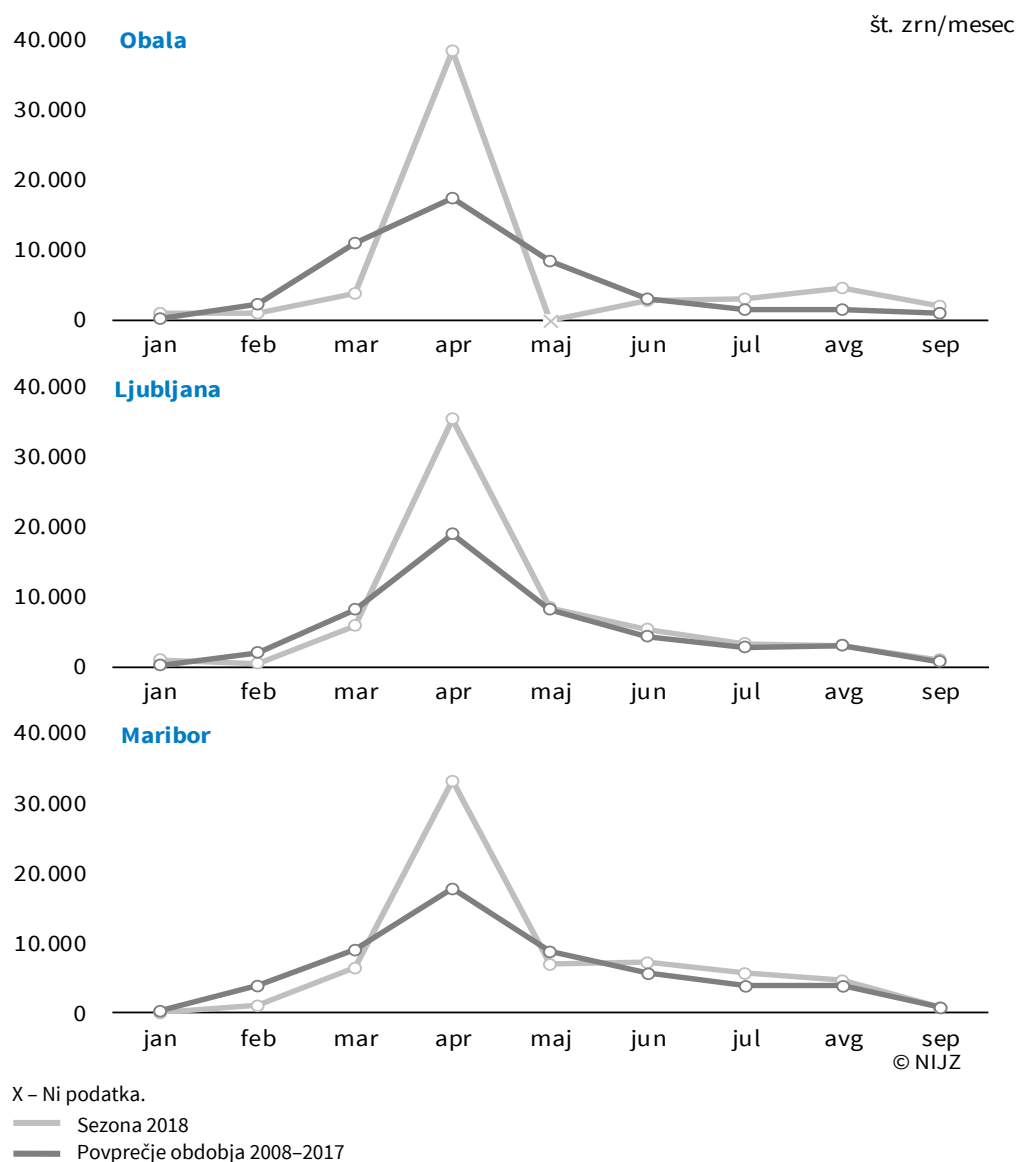 št. zrn/mesec
Obala
40.000
30.000
20.000
10.000
0
jan feb mar apr maj jun jul avg sep
Ljubljana
40.000
30.000
20.000
10.000
0
jan feb mar apr maj jun jul avg sep
Maribor
40.000
30.000
20.000
10.000
0
jan feb mar apr maj jun jul avg sep
© NIJZ
X – Ni podatka.
Sezona 2018
Povprečje obdobja 2008–2017